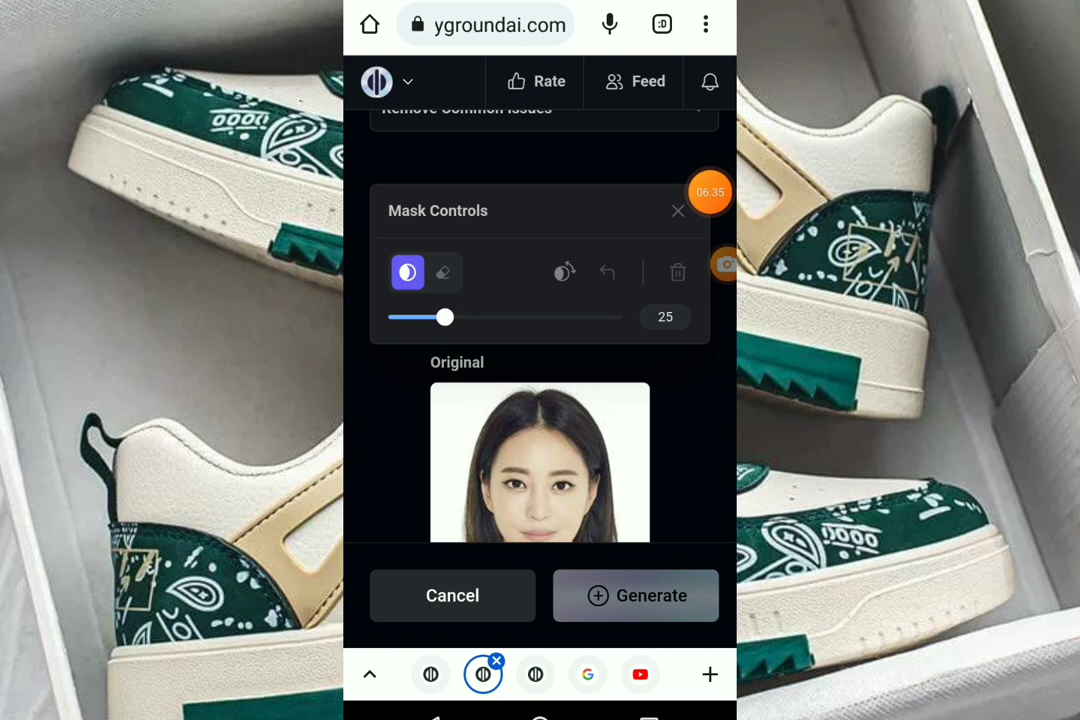 ygroundai.com
:D
Rate
Feed
Remove Common Issues
06:35
Mask Controls
25
Original
Cancel
Generate